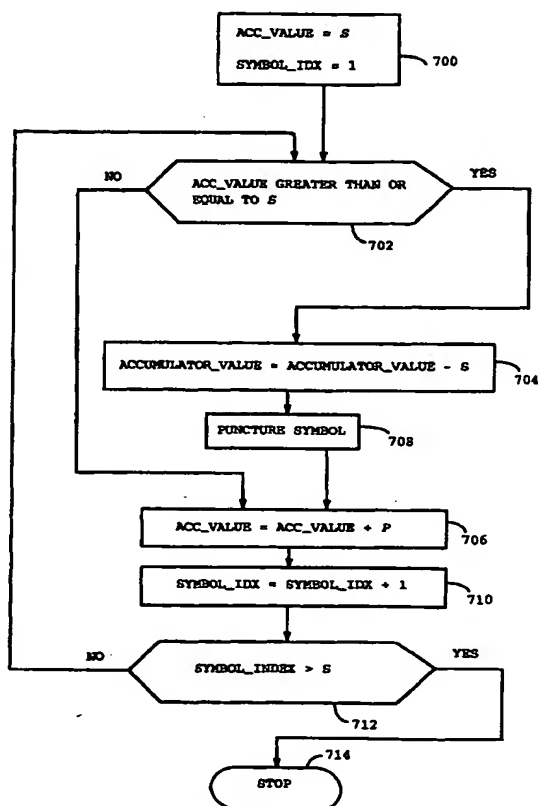 ACC_VALUE = S
SYMBOL_IDX = 1
700
NO
YES
ACC_VALUE GREATER THAN OR
EQUAL TO S
702
ACCUMULATOR_VALUE = ACCUMULATOR_VALUE - S
704
PUNCTURE SYMBOL
708
ACC_VALUE = ACC_VALUE + P
706
SYMBOL_IDX = SYMBOL_IDX + 1
710
NO
YES
SYMBOL_INDEX > S
712
714
STOP